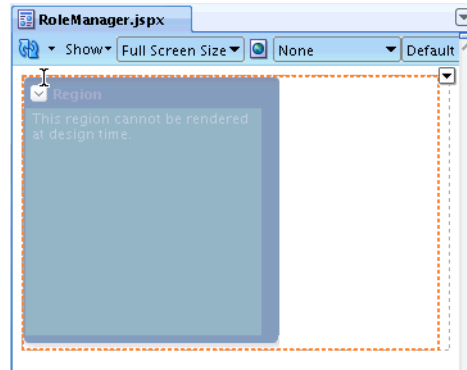 RoleManager.jspx
Show Full Screen Size None Default
Region
This region cannot be rendered
at design time.